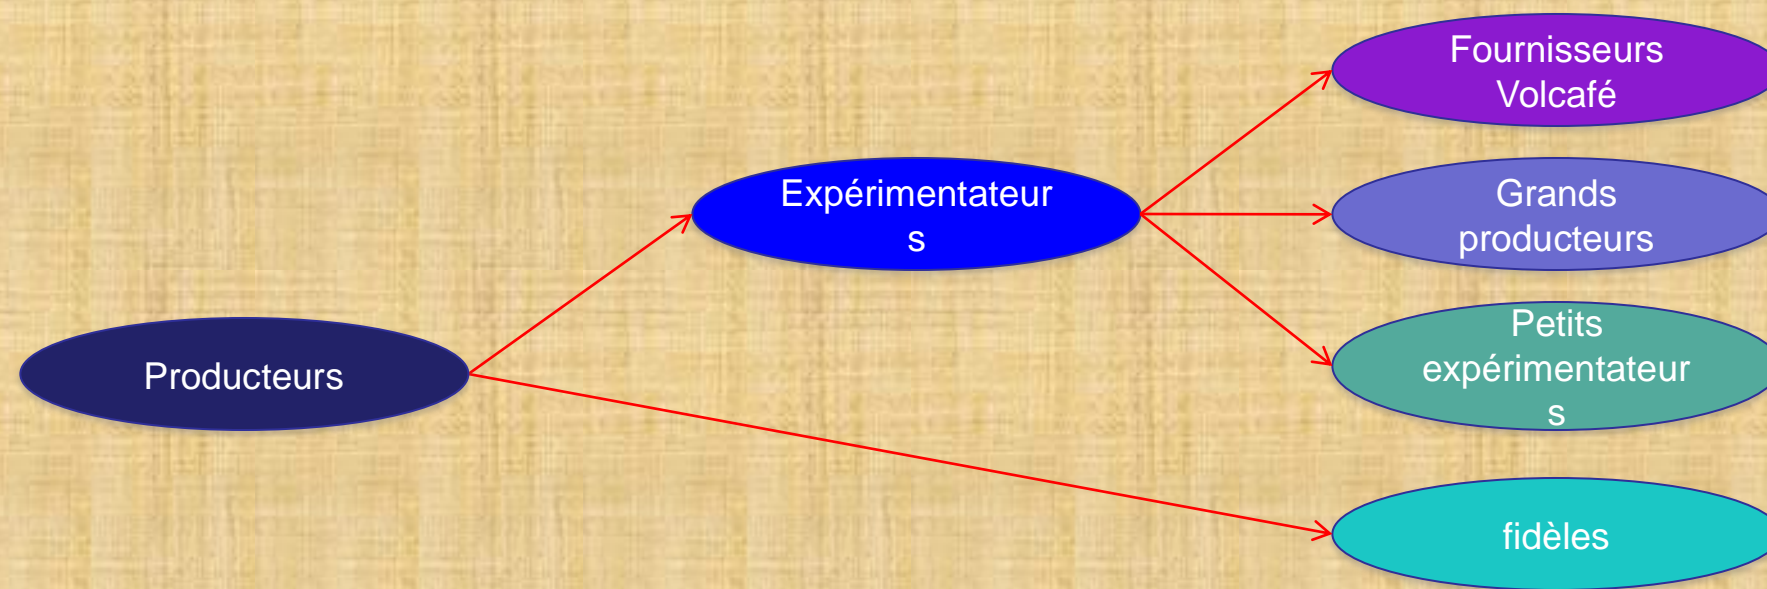 Fournisseurs
Volcafé
Expérimentateur
s
Grands
producteurs
Petits
expérimentateur
s
Producteurs
fidèles